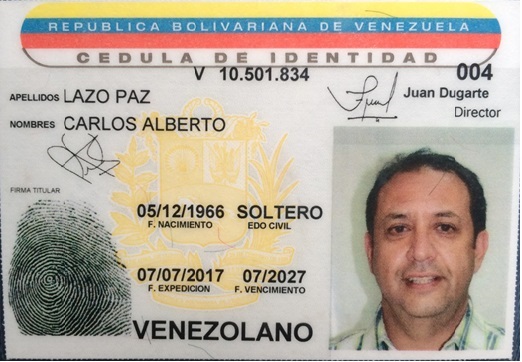 REPUBLICA BOLIVARIANA DE VENEZUELA
CEDULA DE IDENTIDAD
V 10.501.834
004
APELLIDOS LAZO PAZ
Juan Dugarte
Director
NOMBRES CARLOS ALBERTO
FIRMA TITULAR
05/12/1966 SOLTERO
F. NACIMIENTO EDO CIVIL
07/07/2017 07/2027
F. EXPEDICION F. VENCIMIENTO
VENEZOLANO